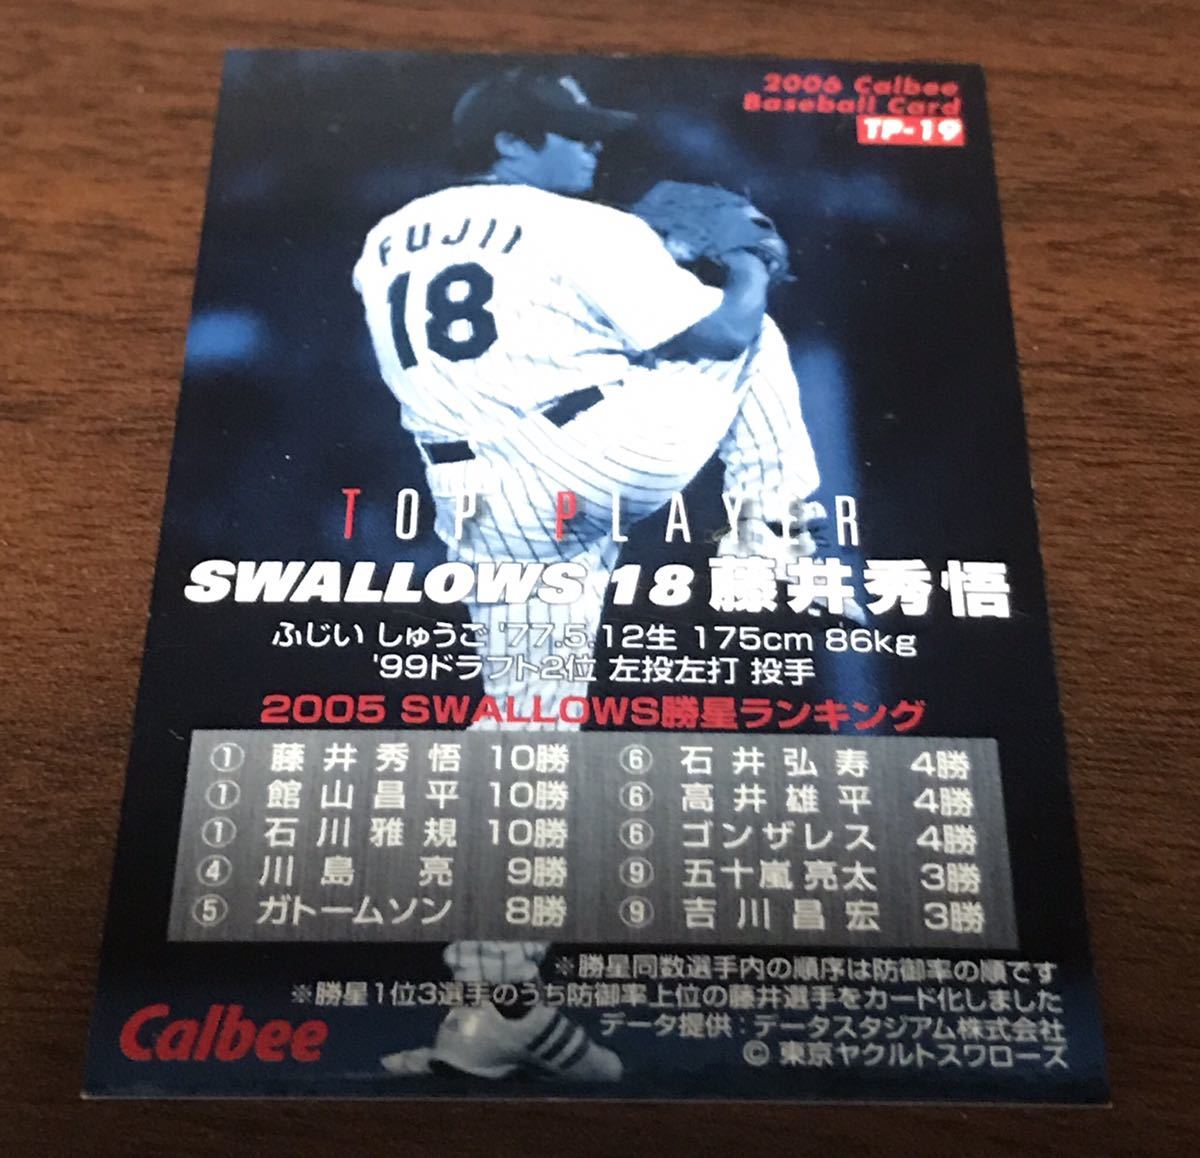 2006 Calbee
Baseball Card
TP-19
FUJII
18
TOP PLAYER
SWALLOWS 18 藤井秀悟
ふじい しゅうご '77.5.12生 175cm 86kg
'99ドラフト2位 左投左打 投手
2005 SWALLOWS勝星ランキング
① 藤井秀悟 10勝
① 館山昌平 10勝
① 石川雅規 10勝
④ 川島亮 9勝
⑤ ガトームソン 8勝
⑥ 石井弘寿 4勝
⑥ 高井雄平 4勝
⑥ ゴンザレス 4勝
⑨ 五十嵐亮太 3勝
⑨ 吉川昌宏 3勝
※勝星同数選手内の順序は防御率の順です
※勝星1位3選手のうち防御率上位の藤井選手をカード化しました
データ提供:データスタジアム株式会社
© 東京ヤクルトスワローズ
Calbee